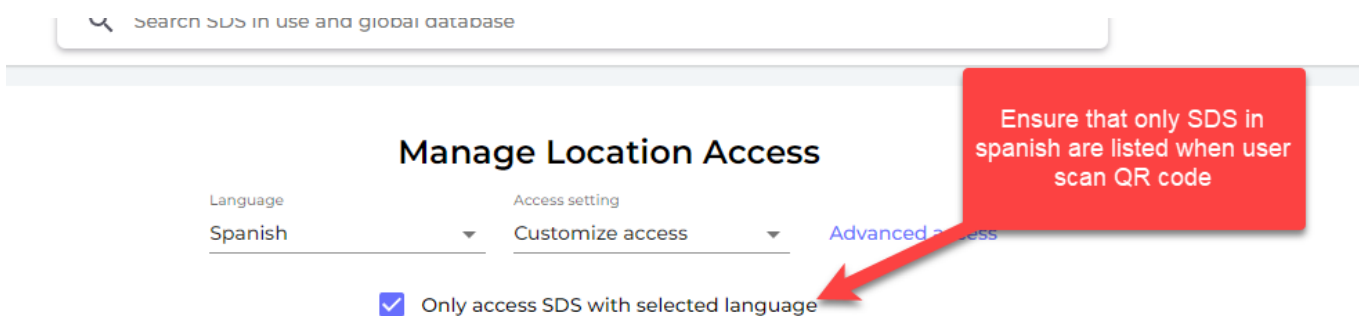 Search SDS in use and global database
Ensure that only SDS in
spanish are listed when user
scan QR code
Manage Location Access
Language
Access setting
Spanish
Customize access
Advanced access
Only access SDS with selected language